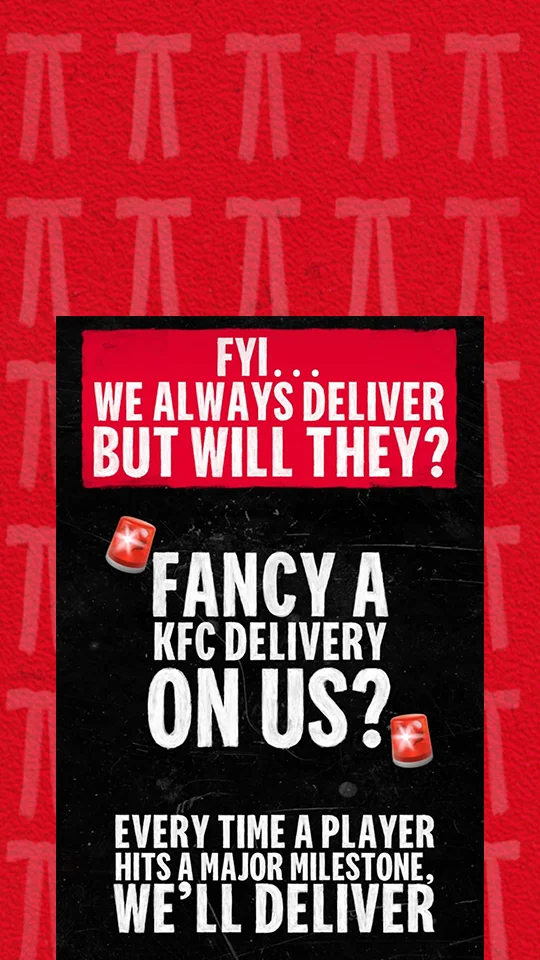 FYI...
WE ALWAYS DELIVER
BUT WILL THEY?
FANCY A
KFC DELIVERY
ON US?
EVERY TIME A PLAYER
HITS A MAJOR MILESTONE,
WE'LL DELIVER